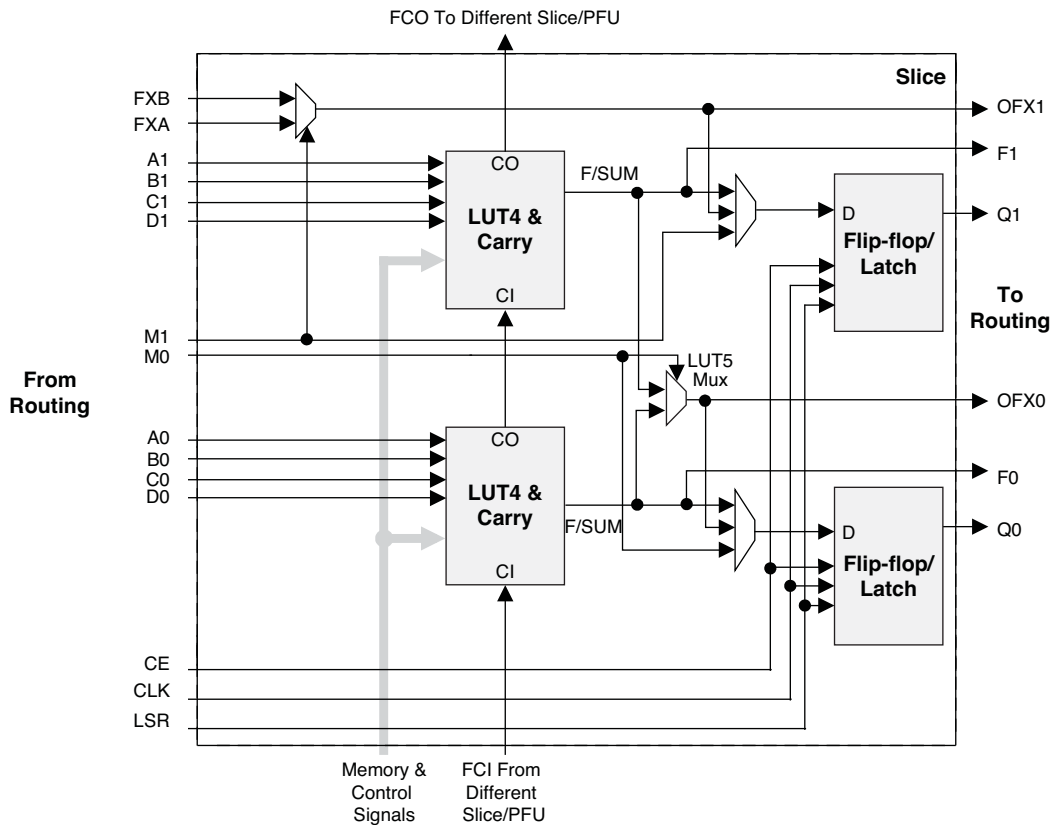 FCO To Different Slice/PFU
Slice
FXB
FXA
OFX1
F1
A1
B1
C1
D1
CO
F/SUM
LUT4 &
Carry
CI
D
Flip-flop/
Latch
Q1
To
Routing
M1
M0
LUT5
Mux
From
Routing
OFX0
A0
B0
C0
D0
CO
LUT4 &
Carry
F/SUM
CI
F0
D
Flip-flop/
Latch
Q0
CE
CLK
LSR
Memory &
Control
Signals
FCI From
Different
Slice/PFU